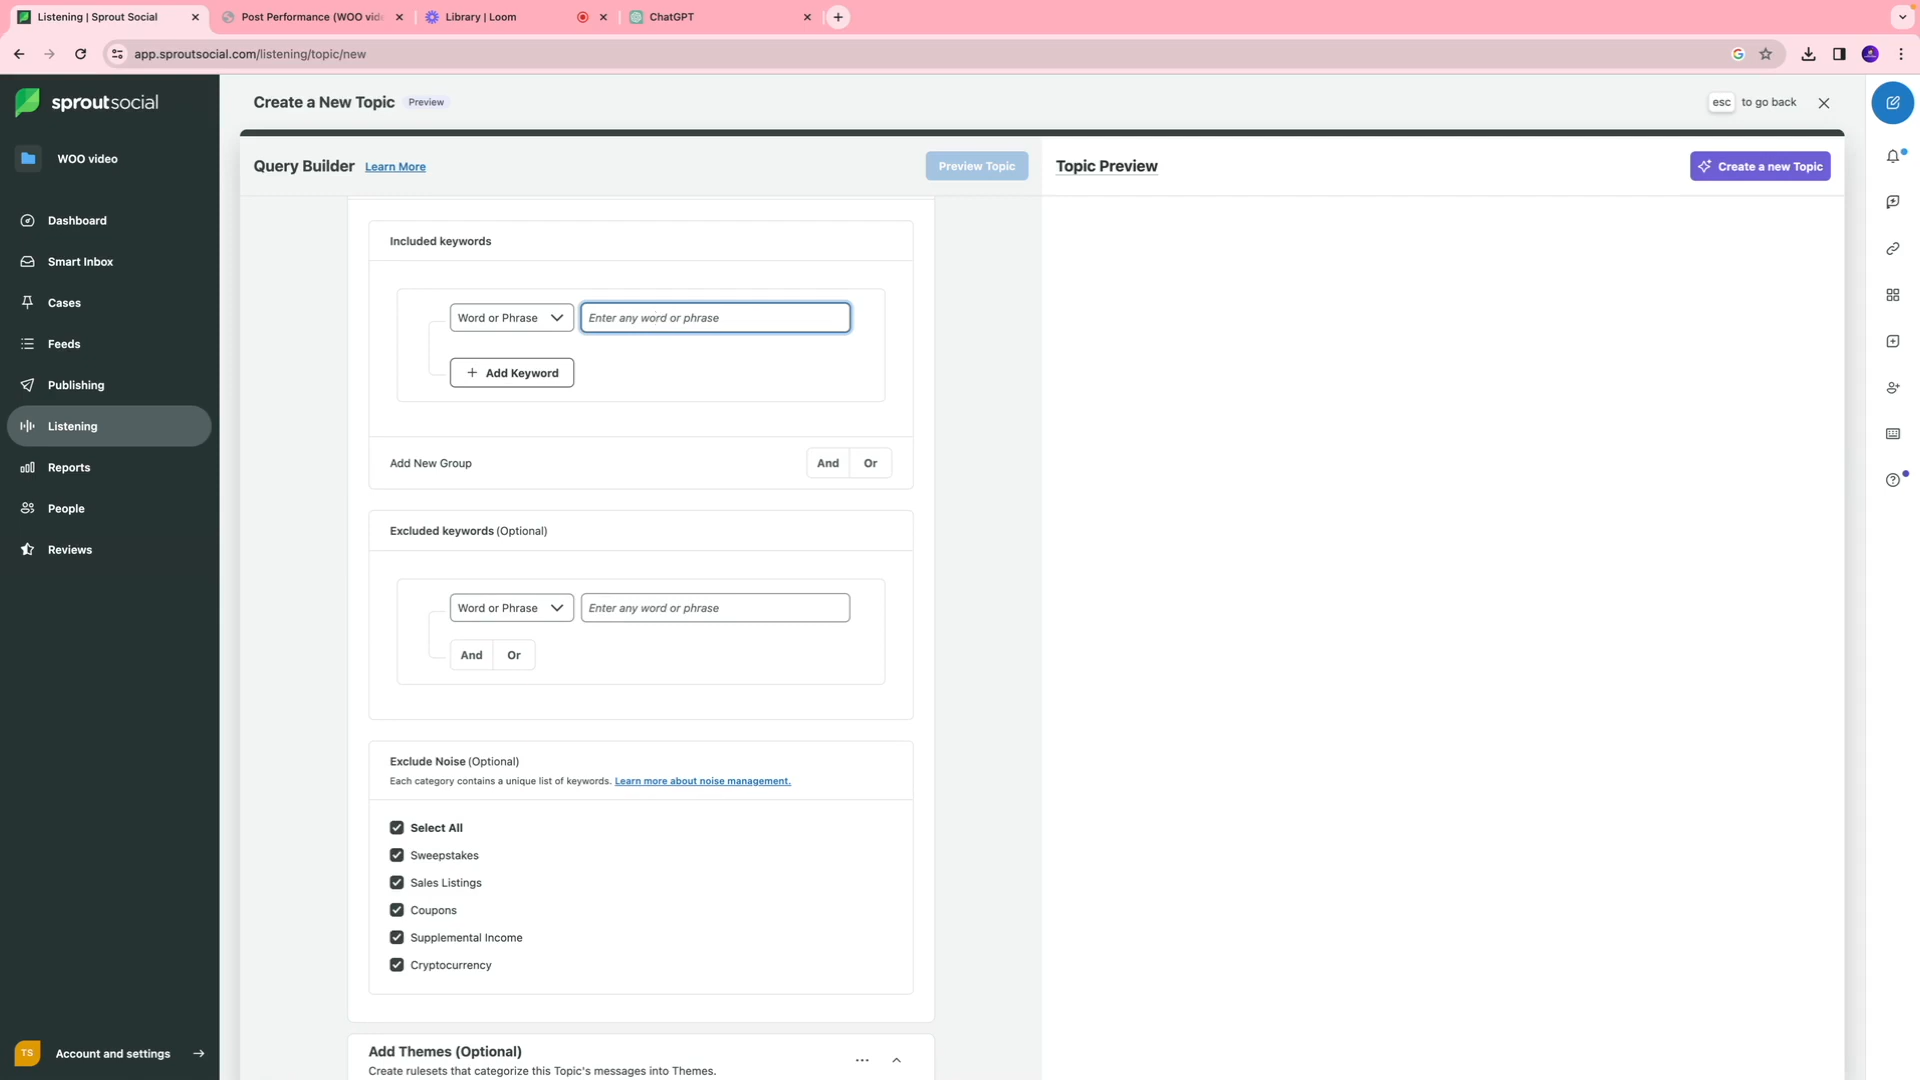 Listening | Sprout Social
Post Performance (WOO vid
Library | Loom
ChatGPT
app.sproutsocial.com/listening/topic/new
sproutsocial
WOO video
Dashboard
Smart Inbox
Cases
Feeds
Publishing
Listening
Reports
People
Reviews
TS
Account and settings
Create a New Topic
Preview
esc to go back
Query Builder
Learn More
Preview Topic
Topic Preview
Create a new Topic
Included keywords
Word or Phrase
Enter any word or phrase
+ Add Keyword
Add New Group
And
Or
Excluded keywords (Optional)
Word or Phrase
Enter any word or phrase
And
Or
Exclude Noise (Optional)
Each category contains a unique list of keywords. Learn more about noise management.
Select All
Sweepstakes
Sales Listings
Coupons
Supplemental Income
Cryptocurrency
Add Themes (Optional)
Create rulesets that categorize this Topic's messages into Themes.